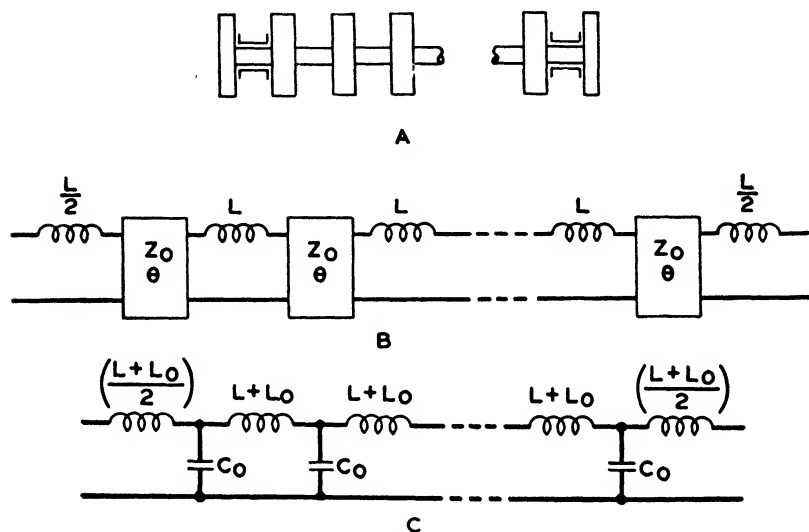 A
L/2 L L L L/2
Z₀ Z₀ Z₀
θ θ θ
B
(L+L₀/2) L+L₀ L+L₀ L+L₀ (L+L₀/2)
C₀ C₀ C₀
C